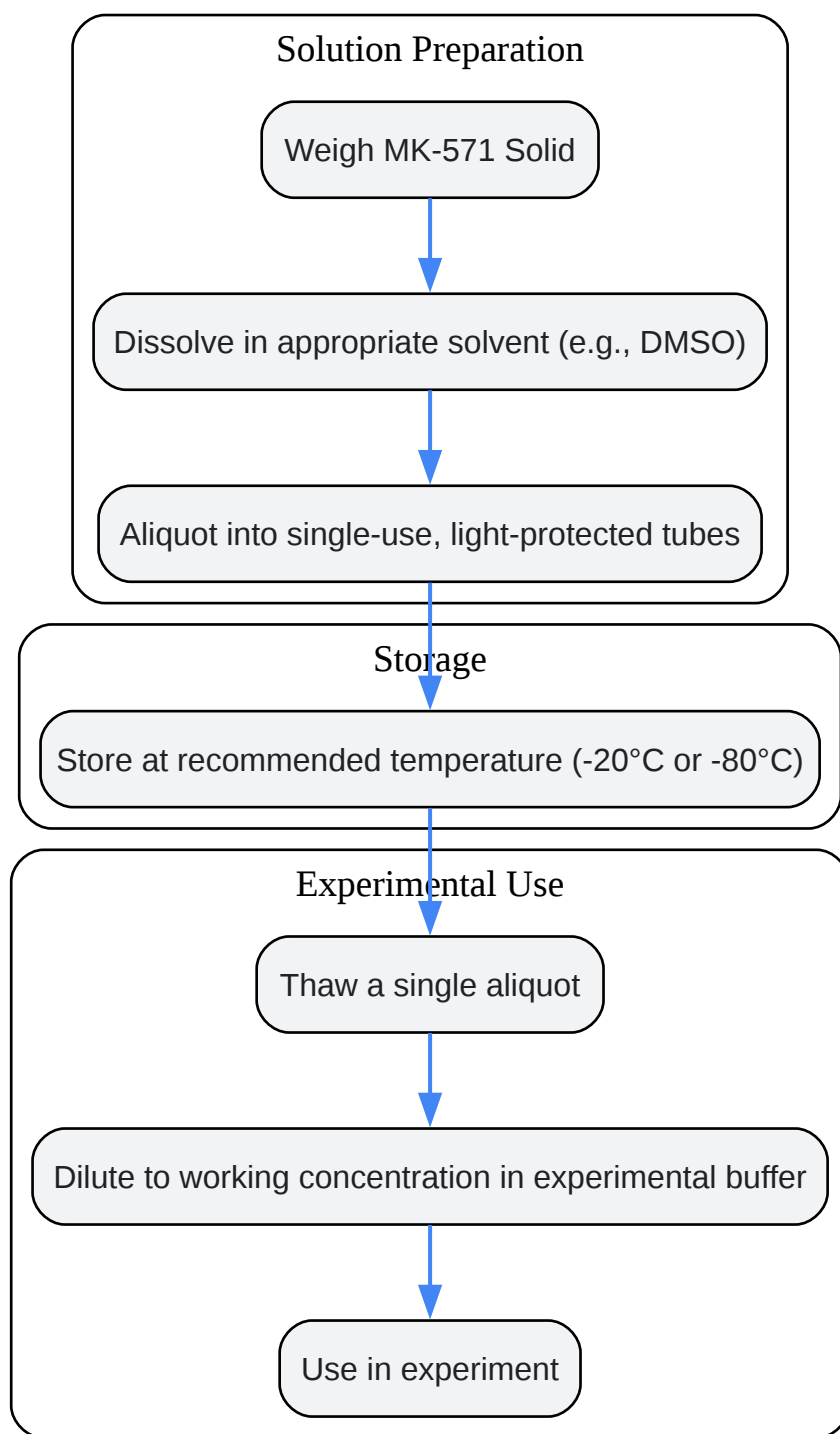 Solution Preparation
Weigh MK-571 Solid
Dissolve in appropriate solvent (e.g., DMSO)
Aliquot into single-use, light-protected tubes
Storage
Store at recommended temperature (-20°C or -80°C)
Experimental Use
Thaw a single aliquot
Dilute to working concentration in experimental buffer
Use in experiment